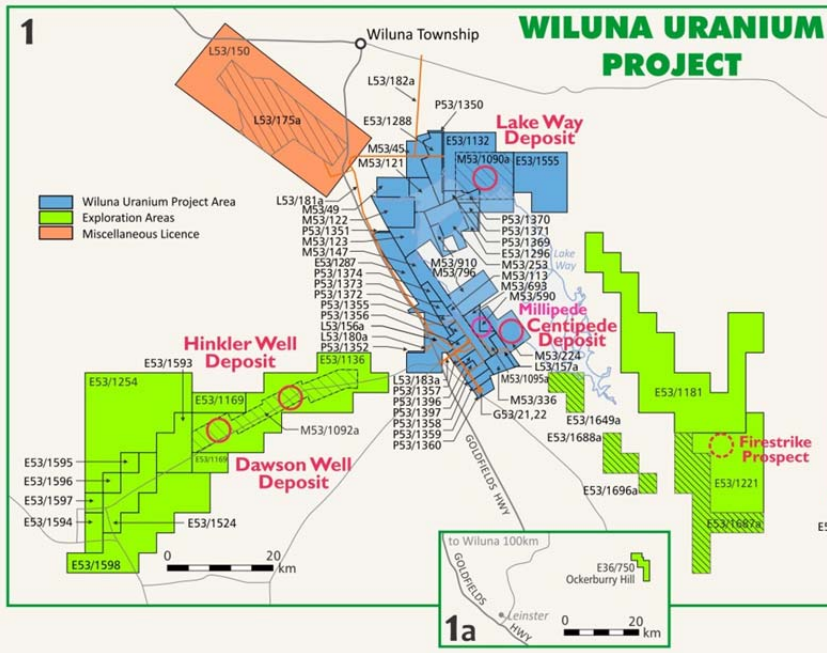 1
WILUNA URANIUM
PROJECT
Wiluna Township
L53/150
L53/175a
L53/182a
P53/1350
E53/1288
Lake Way
Deposit
E53/1132
M53/45
M53/121
M53/1090a
E53/1555
Wiluna Uranium Project Area
Exploration Areas
Miscellaneous Licence
L53/181a
M53/49
M53/122
P53/1351
M53/123
M53/147
E53/1287
P53/1374
P53/1373
P53/1372
P53/1355
P53/1356
L53/156a
L53/180a
P53/1352
P53/1370
P53/1371
P53/1369
E53/1296
M53/253
M53/113
M53/693
M53/590
M53/910
M53/796
Lake
Way
Millipede
Centipede
Deposit
M53/224
L53/157a
M53/1095a
M53/336
G53/21,22
L53/183a
P53/1357
P53/1396
P53/1397
P53/1358
P53/1359
P53/1360
Hinkler Well
Deposit
E53/1593
E53/1136
E53/1254
E53/1169
M53/1092a
E53/1169
Dawson Well
Deposit
E53/1595
E53/1596
E53/1597
E53/1594
E53/1524
E53/1598
0 20
km
GOLDFIELDS HWY
E53/1181
E53/1649a
E53/1688a
E53/1696a
Firestrike
Prospect
E53/1221
E53/1687a
E5
to Wiluna 100km
GOLDFIELDS
HWY
E36/750
Ockerburry Hill
Leinster
0 20
km
1a